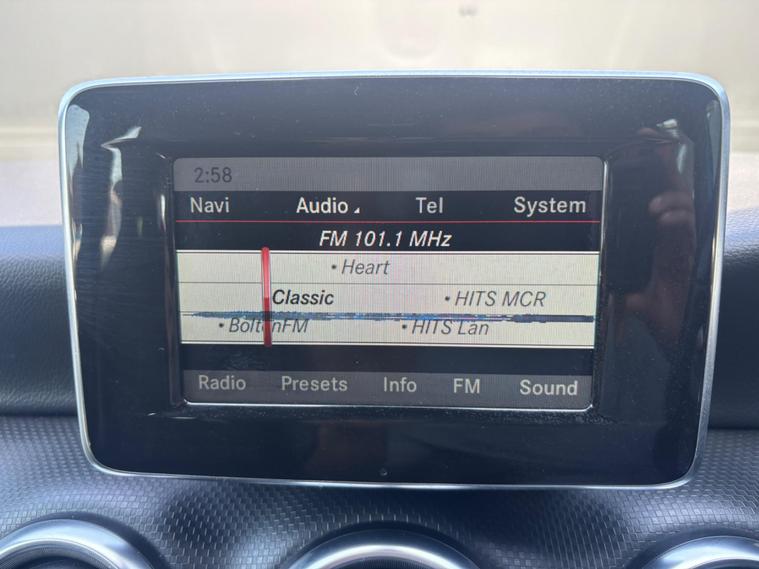 2:58
Navi Audio Tel System
FM 101.1 MHz
• Heart
Classic • HITS MCR
• BoltonFM • HITS Lan
Radio Presets Info FM Sound